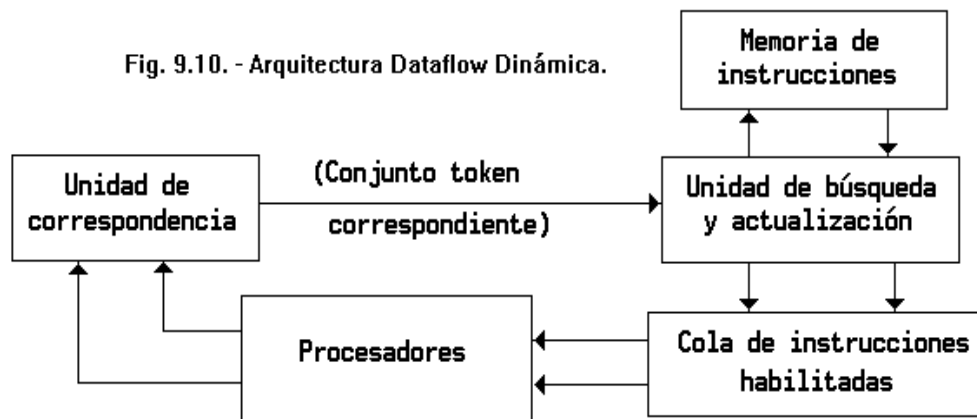 Fig. 9.10. - Arquitectura Dataflow Dinámica.
Memoria de
instrucciones
Unidad de
correspondencia
(Conjunto token
correspondiente)
Unidad de búsqueda
y actualización
Procesadores
Cola de instrucciones
habilitadas